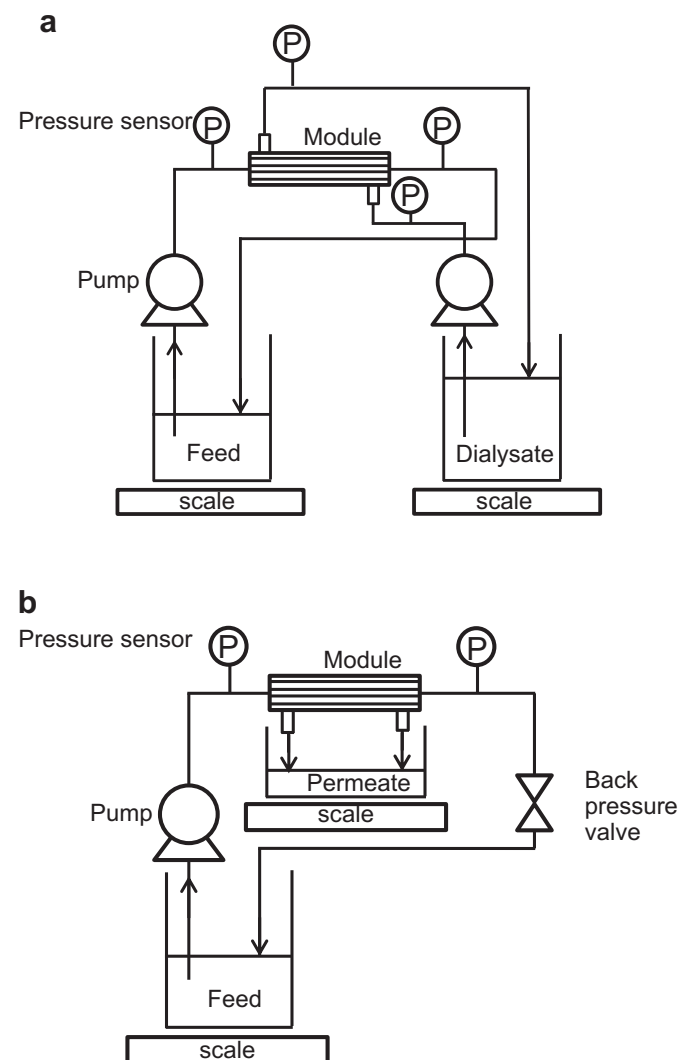 a
P
Pressure sensor P
Module
P
P
Pump
Feed
Dialysate
scale
scale
b
Pressure sensor P
P
Module
Permeate
scale
Pump
Back
pressure
valve
Feed
scale